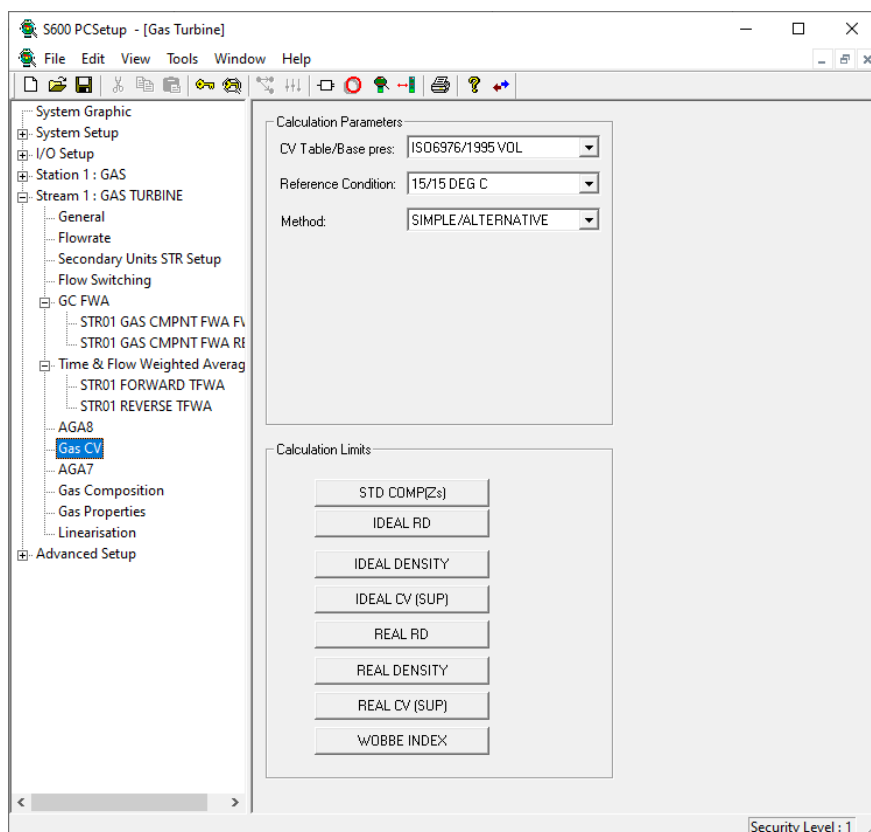 S600 PCSetup - [Gas Turbine]
File Edit View Tools Window Help
System Graphic
System Setup
I/O Setup
Station 1 : GAS
Stream 1 : GAS TURBINE
General
Flowrate
Secondary Units STR Setup
Flow Switching
GC FWA
STR01 GAS CMPNT FWA FV
STR01 GAS CMPNT FWA RE
Time & Flow Weighted Averag
STR01 FORWARD TFWA
STR01 REVERSE TFWA
AGA8
Gas CV
AGA7
Gas Composition
Gas Properties
Linearisation
Advanced Setup
Calculation Parameters
CV Table/Base pres: ISO6976/1995 VOL
Reference Condition: 15/15 DEG C
Method: SIMPLE/ALTERNATIVE
Calculation Limits
STD COMP(Zs)
IDEAL RD
IDEAL DENSITY
IDEAL CV (SUP)
REAL RD
REAL DENSITY
REAL CV (SUP)
WOBBE INDEX
Security Level : 1